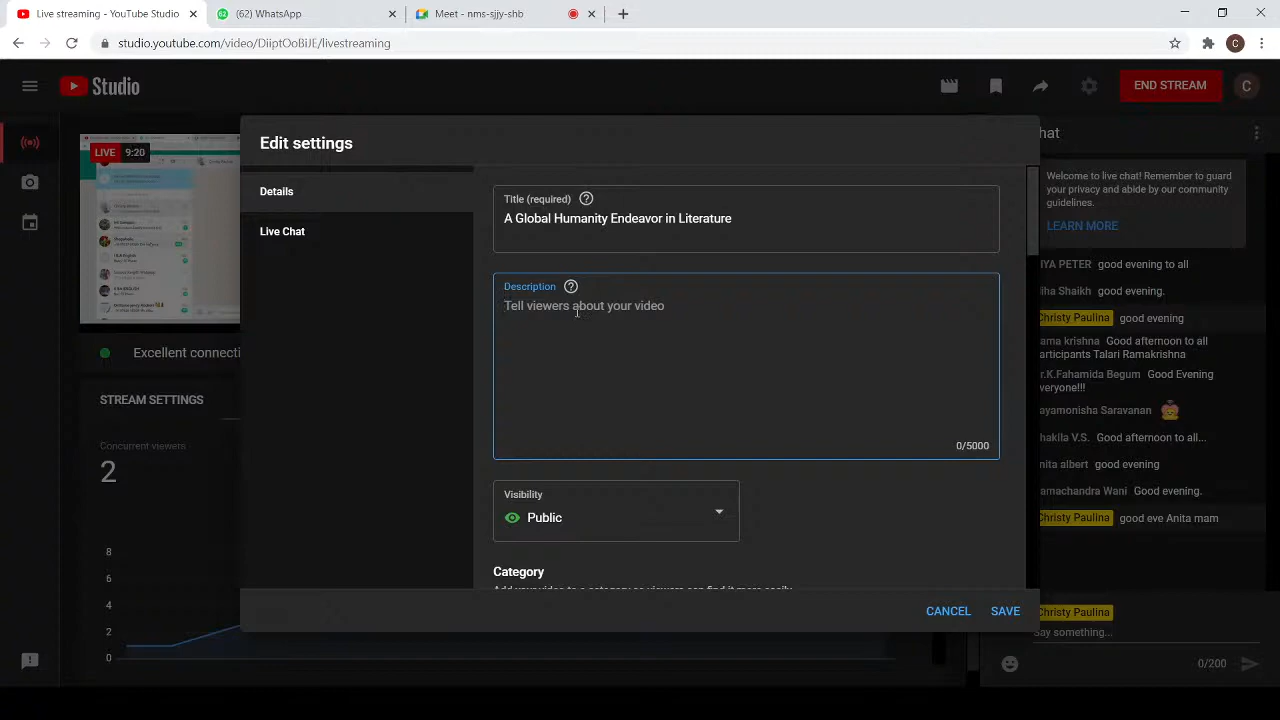 Live streaming - YouTube Studio
(62) WhatsApp
Meet - nms-sjjy-shb
studio.youtube.com/video/DiiptOoBiJE/livestreaming
C
Studio
END STREAM
C
LIVE 9:20
Excellent connecti
STREAM SETTINGS
Concurrent viewers
2
8
6
4
2
0
Edit settings
Details
Live Chat
Title (required)
A Global Humanity Endeavor in Literature
Description
Tell viewers about your video
0/5000
Visibility
Public
Category
CANCEL
SAVE
hat
Welcome to live chat! Remember to guard
your privacy and abide by our community
guidelines.
LEARN MORE
IYA PETER good evening to all
iha Shaikh good evening.
Christy Paulina good evening
ama krishna Good afternoon to all
articipants Talari Ramakrishna
r.K.Fahamida Begum Good Evening
veryone!!!
ayamonisha Saravanan
hakila V.S. Good afternoon to all...
nita albert good evening
amachandra Wani Good evening.
Christy Paulina good eve Anita mam
Christy Paulina
Say something...
0/200